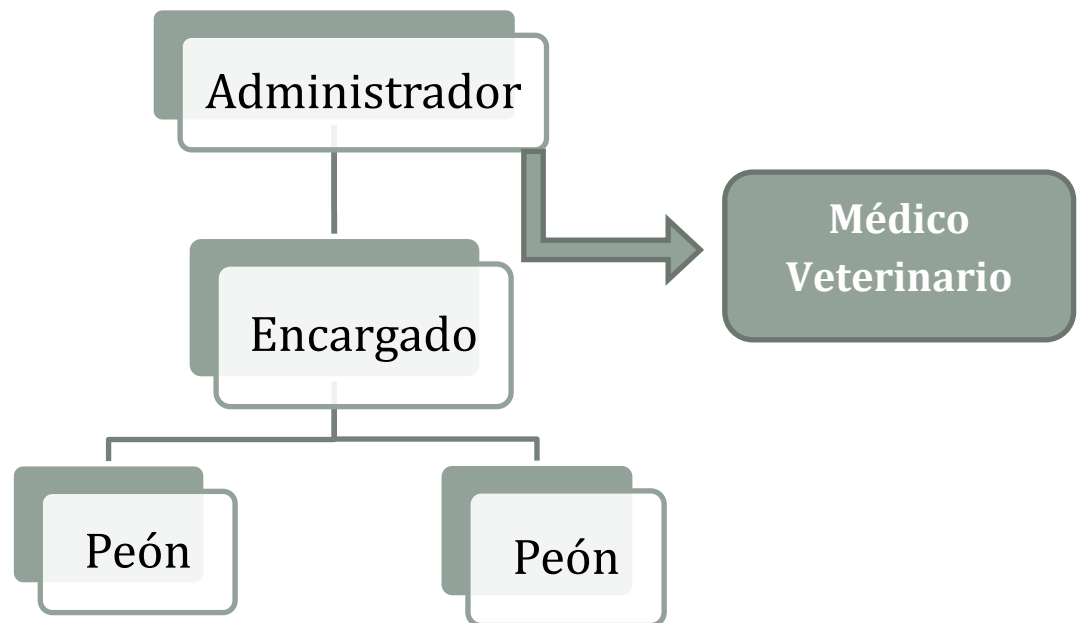 Administrador
Médico
Veterinario
Encargado
Peón
Peón